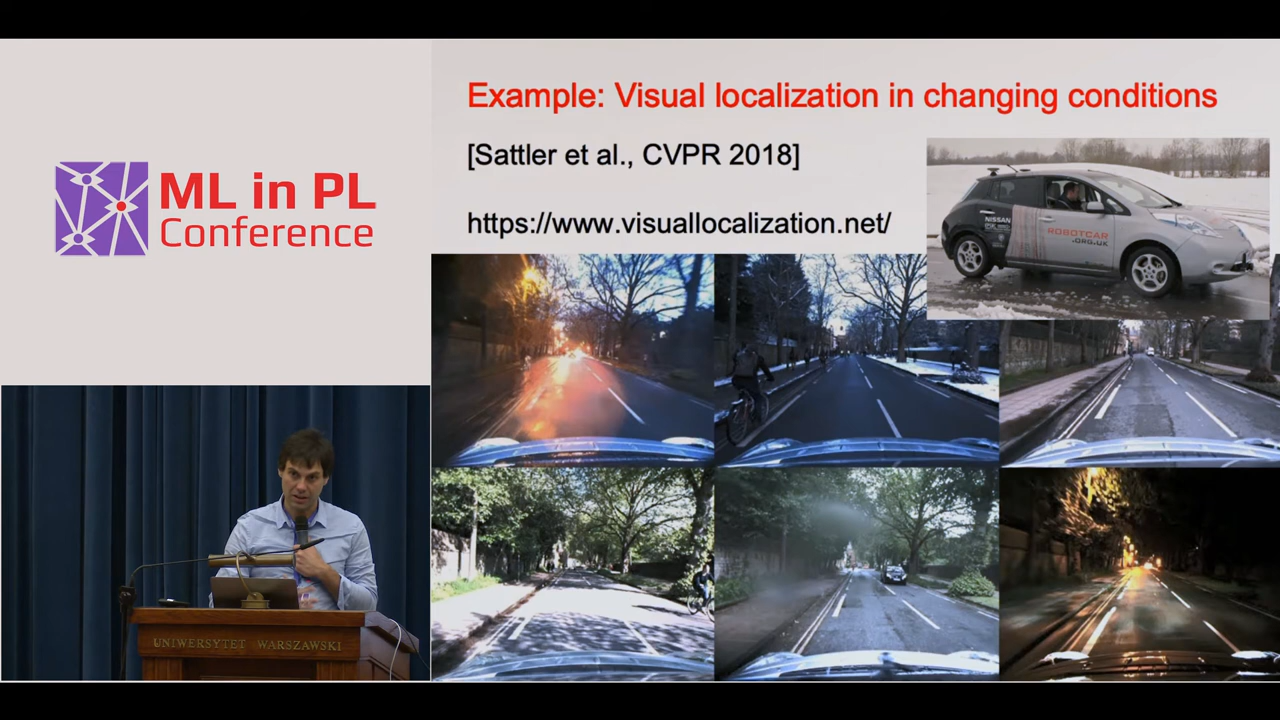 ML in PL
Conference
Example: Visual localization in changing conditions
[Sattler et al., CVPR 2018]
https://www.visuallocalization.net/
NISSAN
ROBOTCAR
.ORG.UK
UNIWERSYTET WARSZAWSKI